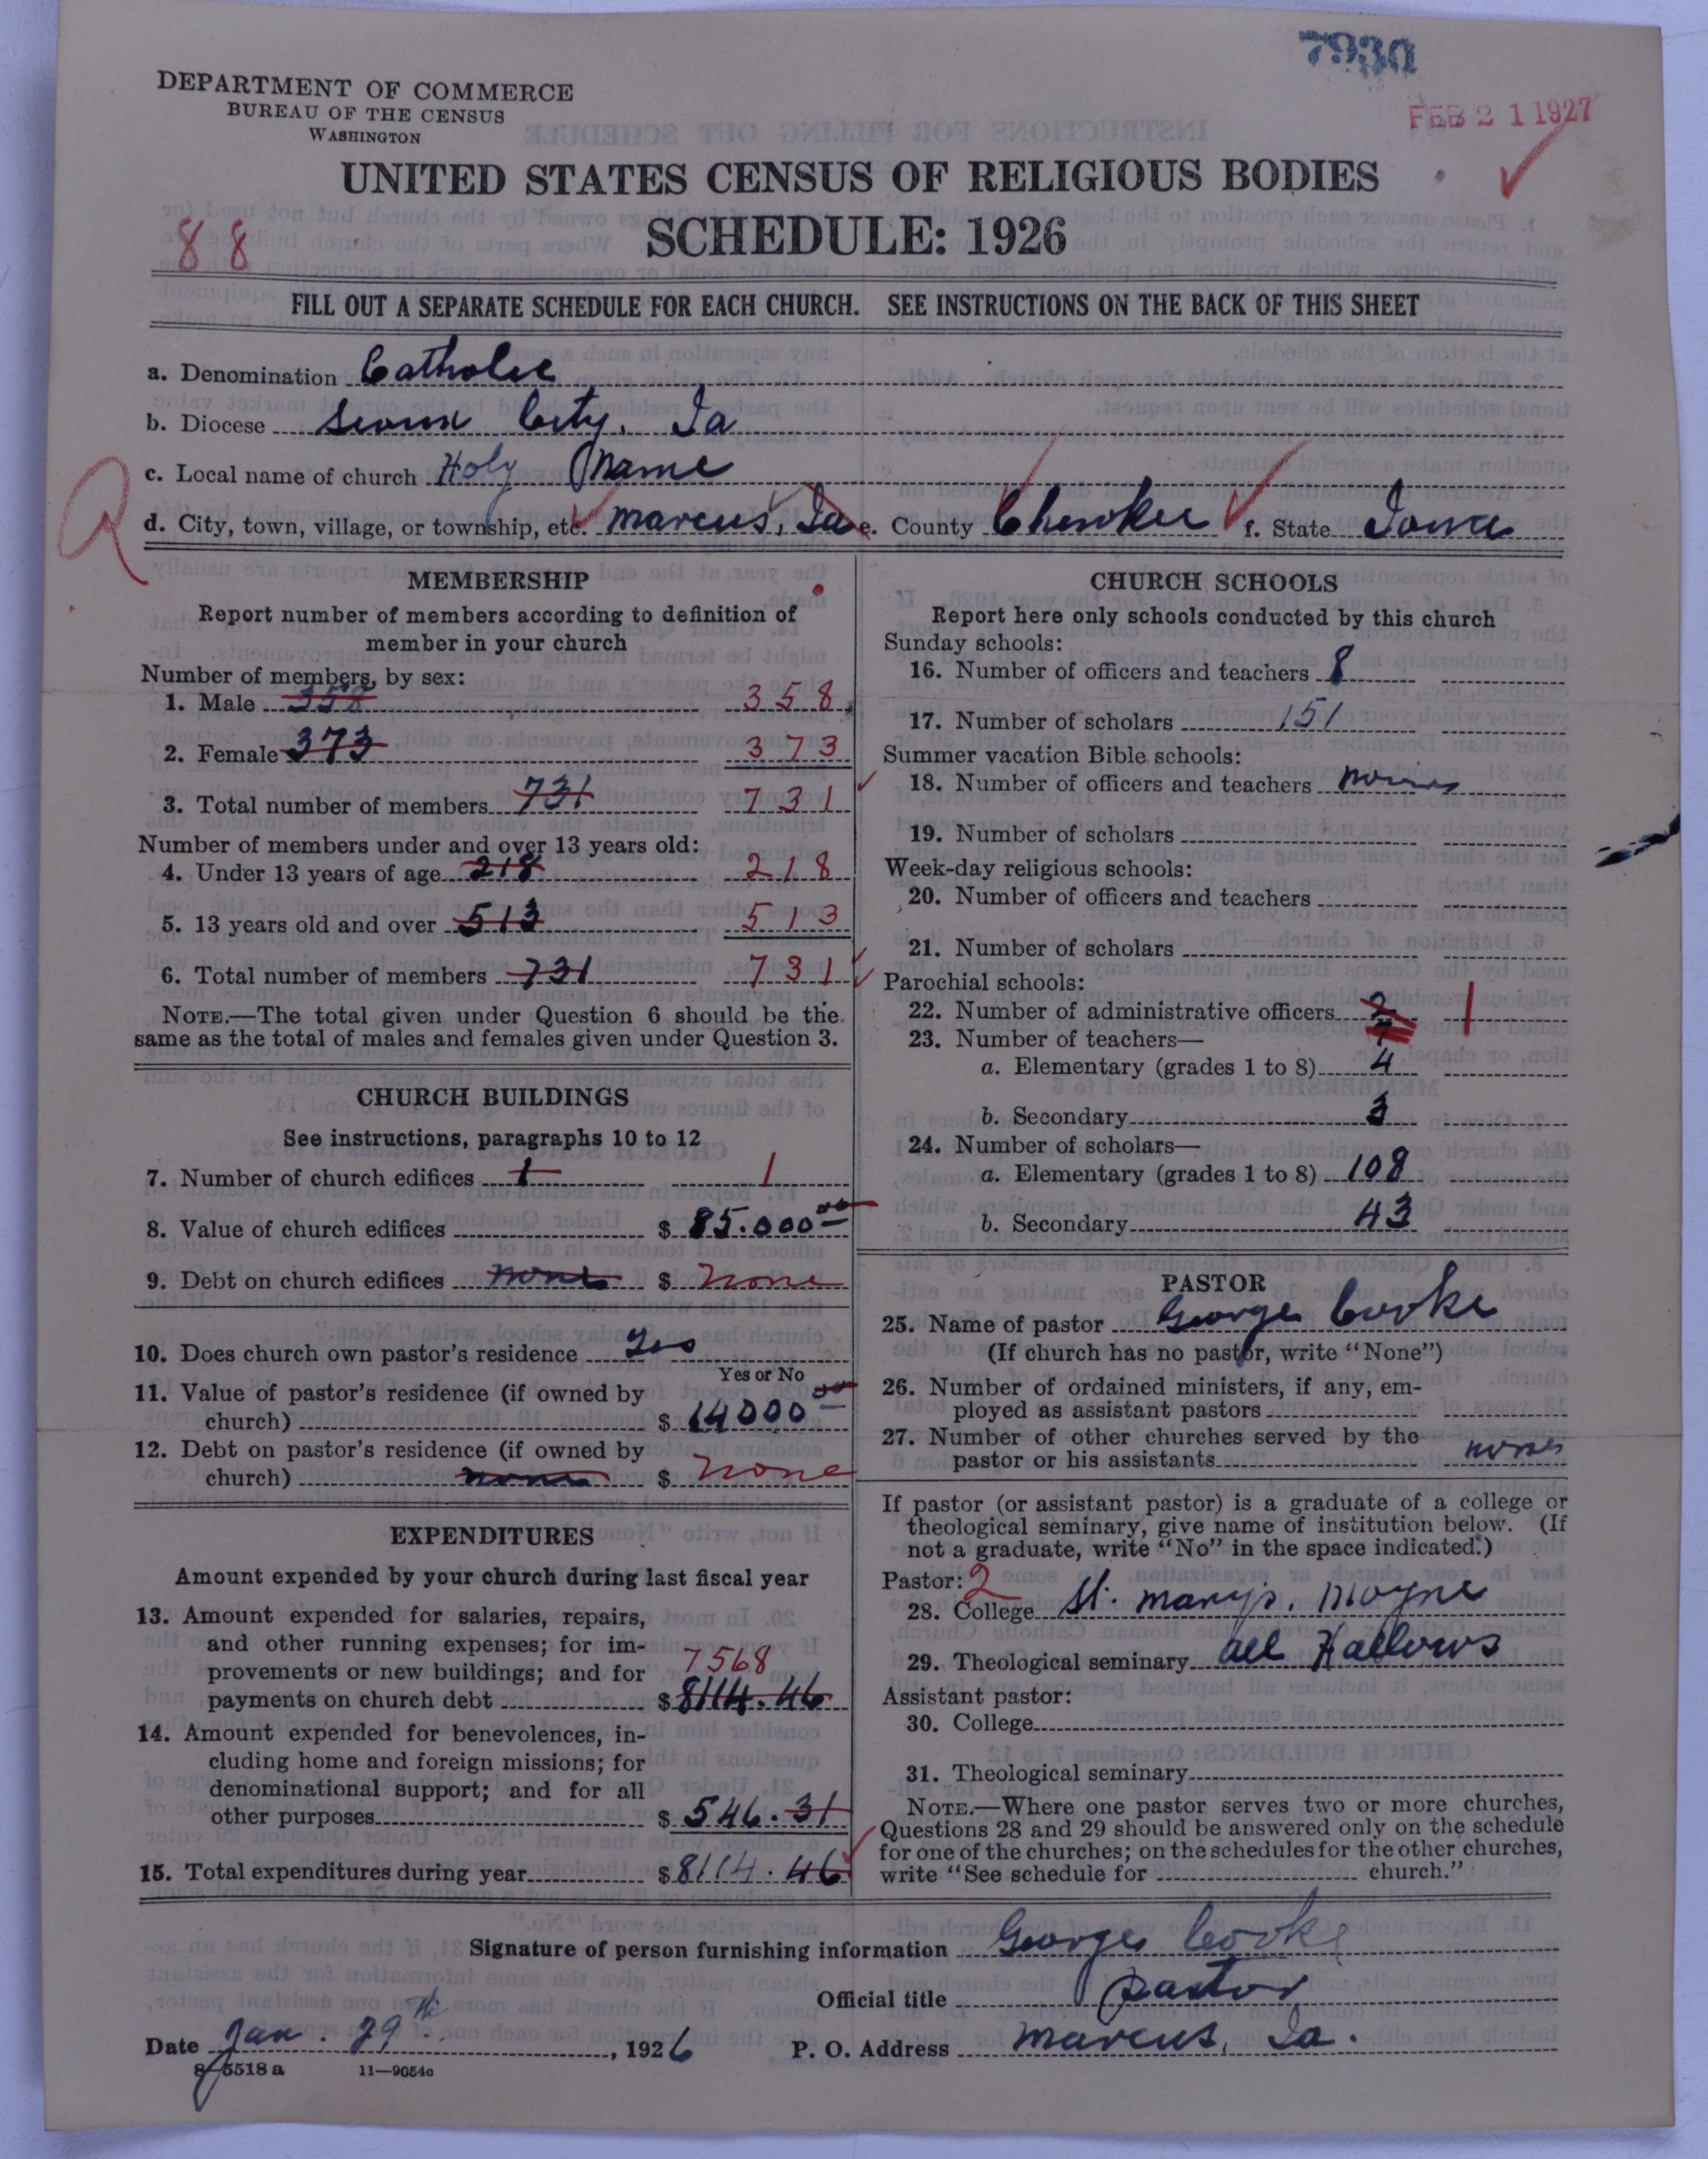 7930
FEB 21 1927
DEPARTMENT OF COMMERCE
BUREAU OF THE CENSUS
WASHINGTON
UNITED STATES CENSUS OF RELIGIOUS BODIES
SCHEDULE: 1926
88
FILL OUT A SEPARATE SCHEDULE FOR EACH CHURCH. SEE INSTRUCTIONS ON THE BACK OF THIS SHEET
a. Denomination Catholic
b. Diocese Sioux City, Ia
c. Local name of church Holy Name
d. City, town, village, or township, etc. Marcus, Ia e. County Cherokee f. State Iowa
MEMBERSHIP
Report number of members according to definition of
member in your church
Number of members, by sex:
1. Male 358 358
2. Female 373 373
3. Total number of members 731 731
Number of members under and over 13 years old:
4. Under 13 years of age 218 218
5. 13 years old and over 513 513
6. Total number of members 731 731
NOTE.—The total given under Question 6 should be the
same as the total of males and females given under Question 3.
CHURCH BUILDINGS
See instructions, paragraphs 10 to 12
7. Number of church edifices 1 1
8. Value of church edifices $ 85.000 00
9. Debt on church edifices none $ none
10. Does church own pastor's residence Yes
Yes or No
11. Value of pastor's residence (if owned by
church) $ 14000 00
12. Debt on pastor's residence (if owned by
church) none $ none
EXPENDITURES
Amount expended by your church during last fiscal year
13. Amount expended for salaries, repairs,
and other running expenses; for im-
provements or new buildings; and for 7568
payments on church debt $ 8114.46
14. Amount expended for benevolences, in-
cluding home and foreign missions; for
denominational support; and for all
other purposes $ 546.31
15. Total expenditures during year $ 8114.46
CHURCH SCHOOLS
Report here only schools conducted by this church
Sunday schools:
16. Number of officers and teachers 8
17. Number of scholars 151
Summer vacation Bible schools:
18. Number of officers and teachers none
19. Number of scholars
Week-day religious schools:
20. Number of officers and teachers
21. Number of scholars
Parochial schools:
22. Number of administrative officers 2 1
23. Number of teachers—
a. Elementary (grades 1 to 8) 4
b. Secondary 3
24. Number of scholars—
a. Elementary (grades 1 to 8) 108
b. Secondary 43
PASTOR
25. Name of pastor George Cooke
(If church has no pastor, write "None")
26. Number of ordained ministers, if any, em-
ployed as assistant pastors
27. Number of other churches served by the
pastor or his assistants none
If pastor (or assistant pastor) is a graduate of a college or
theological seminary, give name of institution below. (If
not a graduate, write "No" in the space indicated.)
Pastor: 2
28. College St. Mary's. Moyne
29. Theological seminary All Hallows
Assistant pastor:
30. College
31. Theological seminary
NOTE.—Where one pastor serves two or more churches,
Questions 28 and 29 should be answered only on the schedule
for one of the churches; on the schedules for the other churches,
write "See schedule for church."
Signature of person furnishing information George Cooke
Official title Pastor
Date Jan. 29th, 1926 P. O. Address Marcus, Ia.
8—5518 a 11—9054o